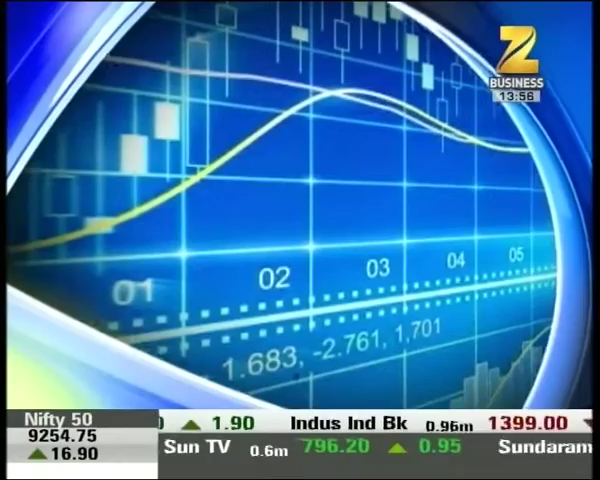 Z
BUSINESS
13:56
01 02 03 04 05
1.683, -2.761, 1,701
Nifty 50
9254.75
16.90
1.90 Indus Ind Bk 0.96m 1399.00
Sun TV 0.6m 796.20 0.95 Sundaram